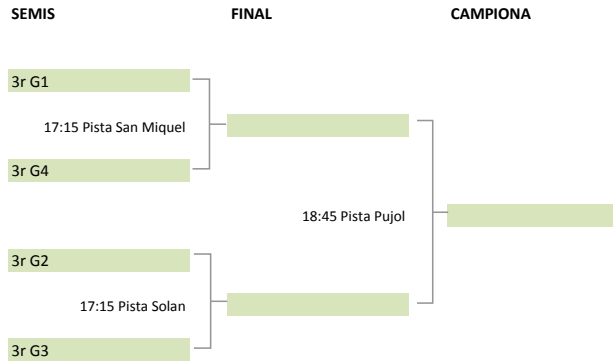 SEMIS FINAL CAMPIONA
3r G1
17:15 Pista San Miquel
3r G4
18:45 Pista Pujol
3r G2
17:15 Pista Solan
3r G3